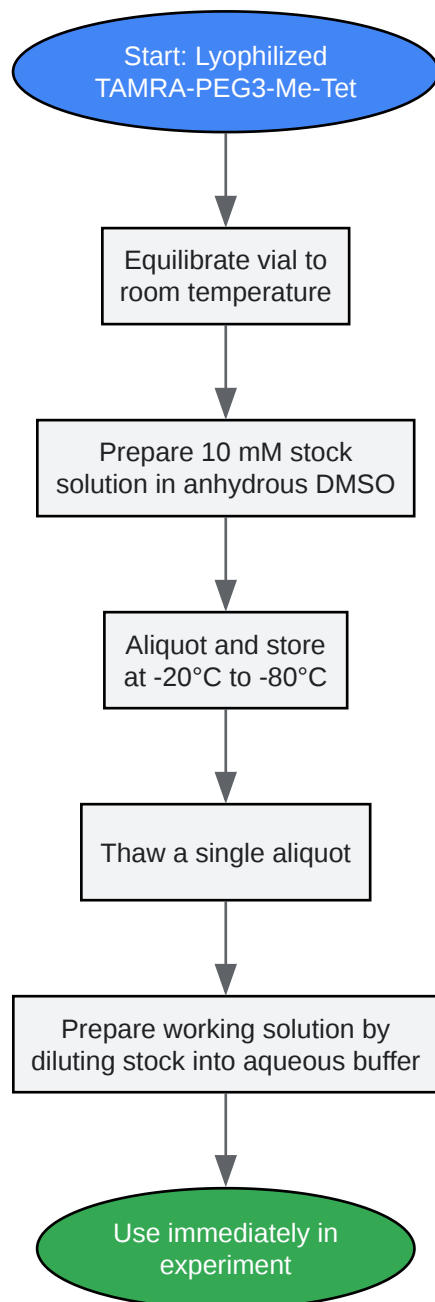 Start: Lyophilized
TAMRA-PEG3-Me-Tet
Equilibrate vial to
room temperature
Prepare 10 mM stock
solution in anhydrous DMSO
Aliquot and store
at -20°C to -80°C
Thaw a single aliquot
Prepare working solution by
diluting stock into aqueous buffer
Use immediately in
experiment